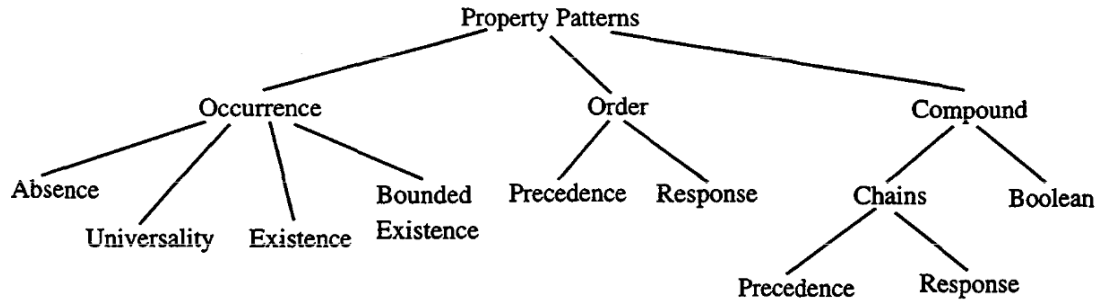 Property Patterns
Occurrence
Order
Compound
Absence
Universality
Existence
Bounded
Existence
Precedence
Response
Chains
Boolean
Precedence
Response